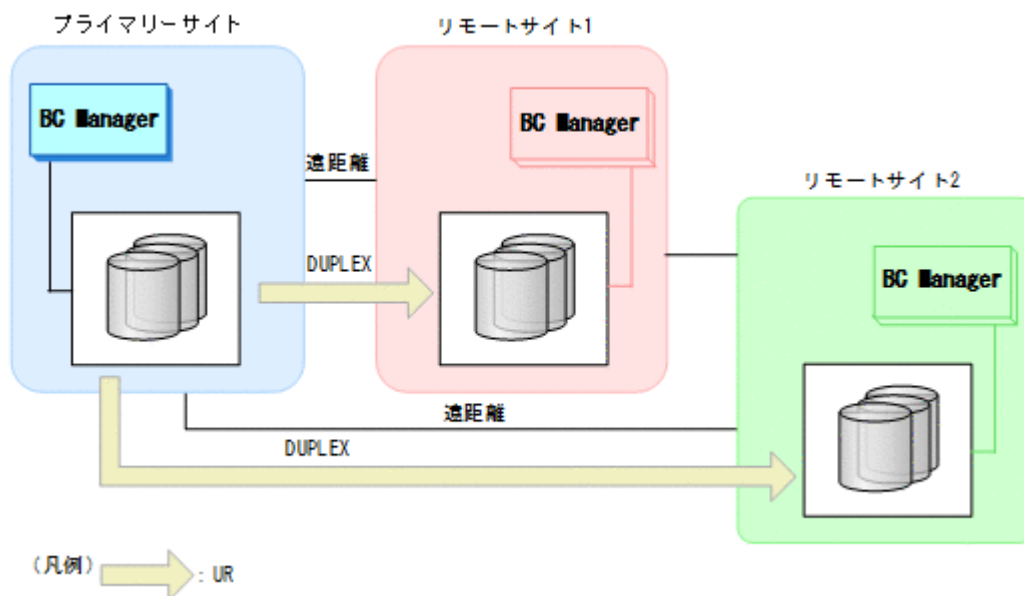 プライマリーサイト
リモートサイト1
BC Manager
BC Manager
遠距離
リモートサイト2
DUPLEX
BC Manager
遠距離
DUPLEX
(凡例)
: UR